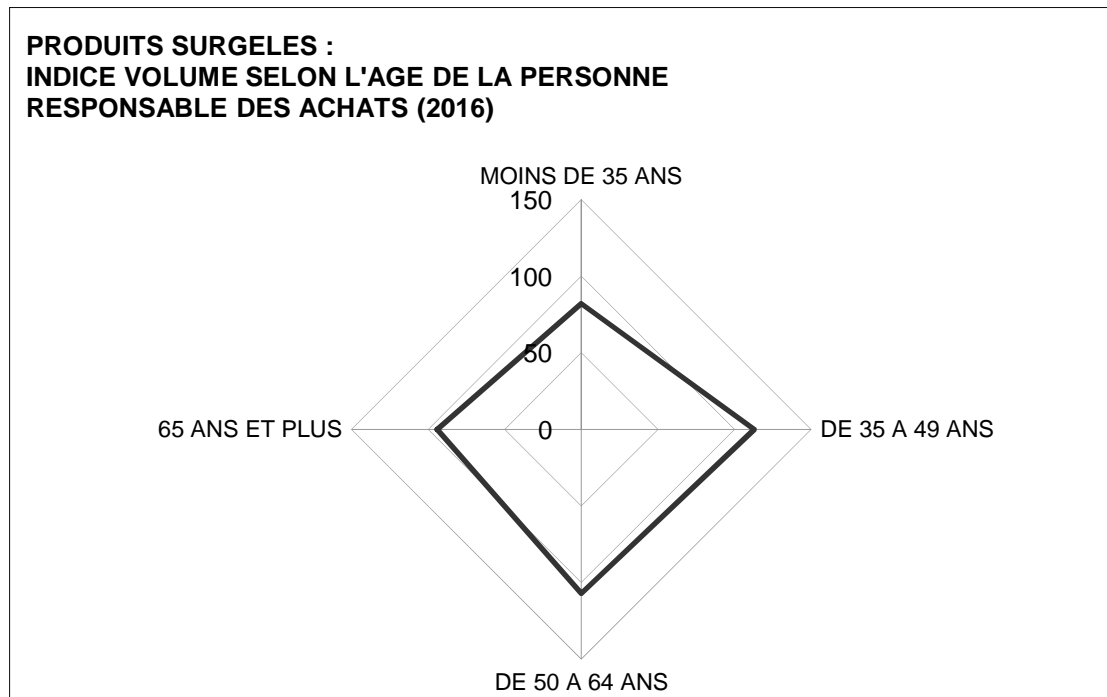 PRODUITS SURGELES :
INDICE VOLUME SELON L'AGE DE LA PERSONNE
RESPONSABLE DES ACHATS (2016)
MOINS DE 35 ANS
150
100
50
0
65 ANS ET PLUS
DE 35 A 49 ANS
DE 50 A 64 ANS